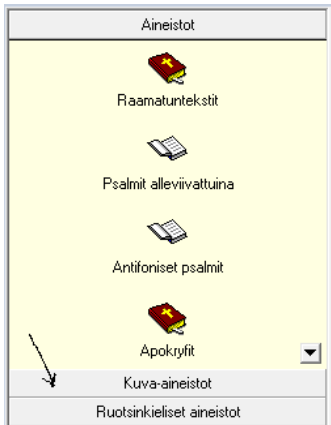 Aineistot
Raamatuntekstit
Psalmit alleviivattuina
Antifoniset psalmit
Apokryfit
Kuva-aineistot
Ruotsinkieliset aineistot